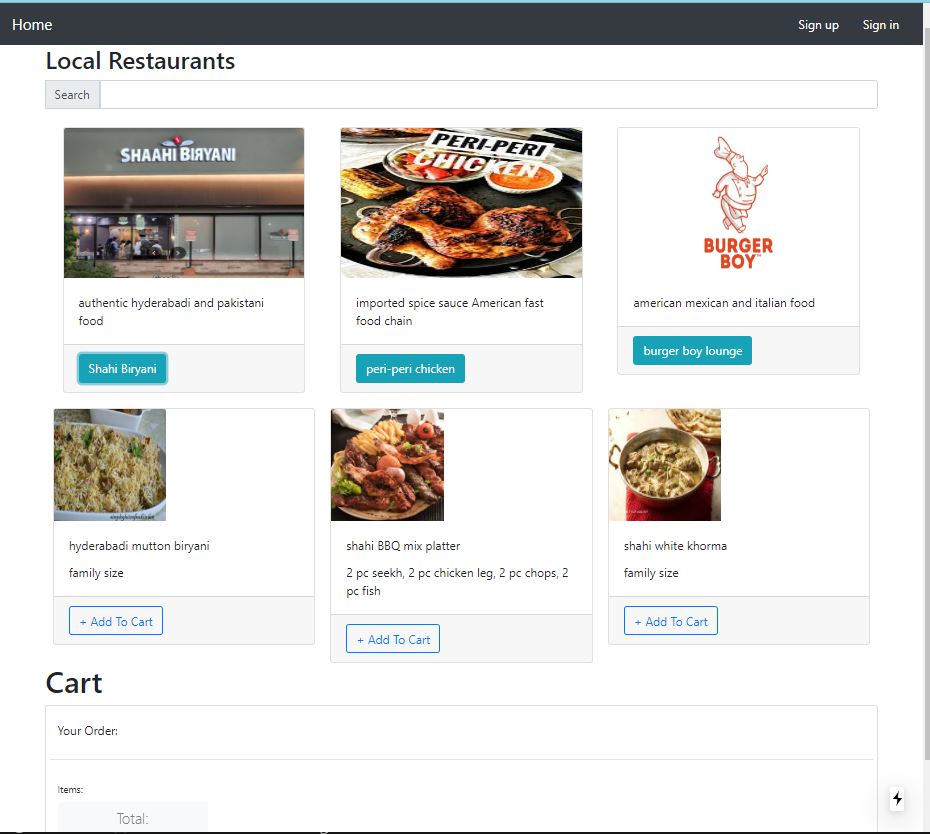 Home
Sign up
Sign in
Local Restaurants
Search
SHAAHI BIRYANI
PERI-PERI
CHICKEN
BURGER
BOY
authentic hyderabadi and pakistani
food
imported spice sauce American fast
food chain
american mexican and italian food
Shahi Biryani
peri-peri chicken
burger boy lounge
hyderabadi mutton biryani
family size
shahi BBQ mix platter
2 pc seekh, 2 pc chicken leg, 2 pc chops, 2
pc fish
shahi white khorma
family size
+ Add To Cart
+ Add To Cart
+ Add To Cart
Cart
Your Order:
Items:
Total: